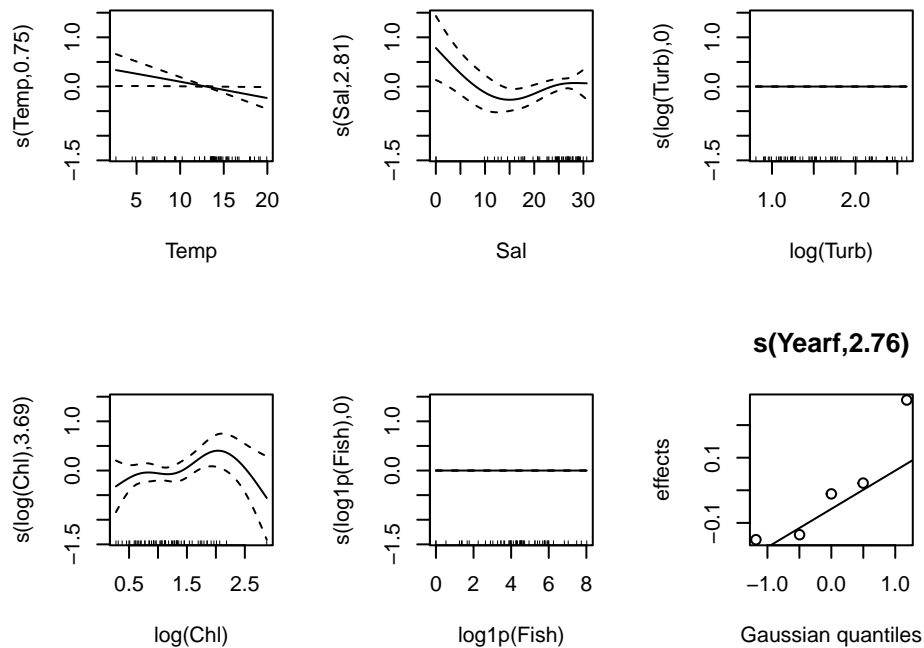 s(Temp,0.75)
−1.5 0.0 1.0
5 10 15 20
Temp
s(Sal,2.81)
−1.5 0.0 1.0
0 10 20 30
Sal
s(log(Turb),0)
−1.5 0.0 1.0
1.0 2.0
log(Turb)
s(log(Chl),3.69)
−1.5 0.0 1.0
0.5 1.5 2.5
log(Chl)
s(log1p(Fish),0)
−1.5 0.0 1.0
0 2 4 6 8
log1p(Fish)
s(Yearf,2.76)
effects
−0.1 0.1
−1.0 0.0 1.0
Gaussian quantiles